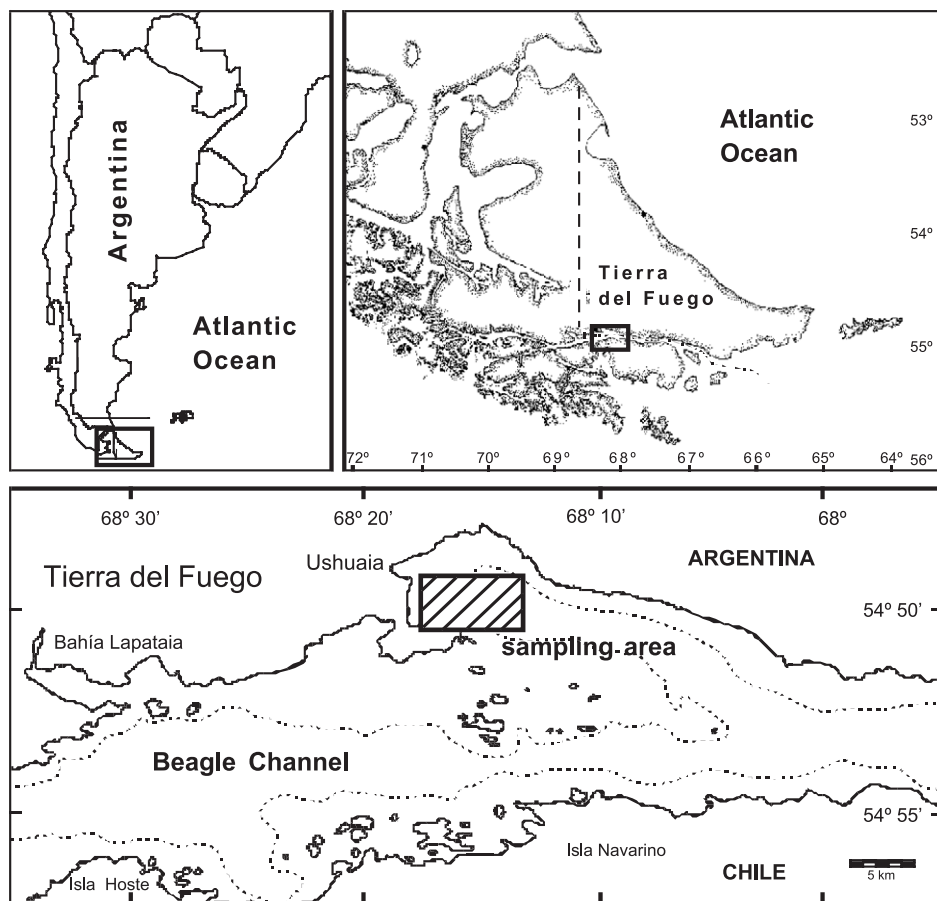 Argentina
Atlantic
Ocean
Atlantic
Ocean
53º
54º
Tierra
del Fuego
55º
72º 71º 70º 69º 68º 67º 66º 65º 64º 56º
68º 30' 68º 20' 68º 10' 68º
Ushuaia
ARGENTINA
Tierra del Fuego
54º 50'
Bahía Lapataia
sampling area
Beagle Channel
54º 55'
Isla Navarino
Isla Hoste
CHILE
5 km